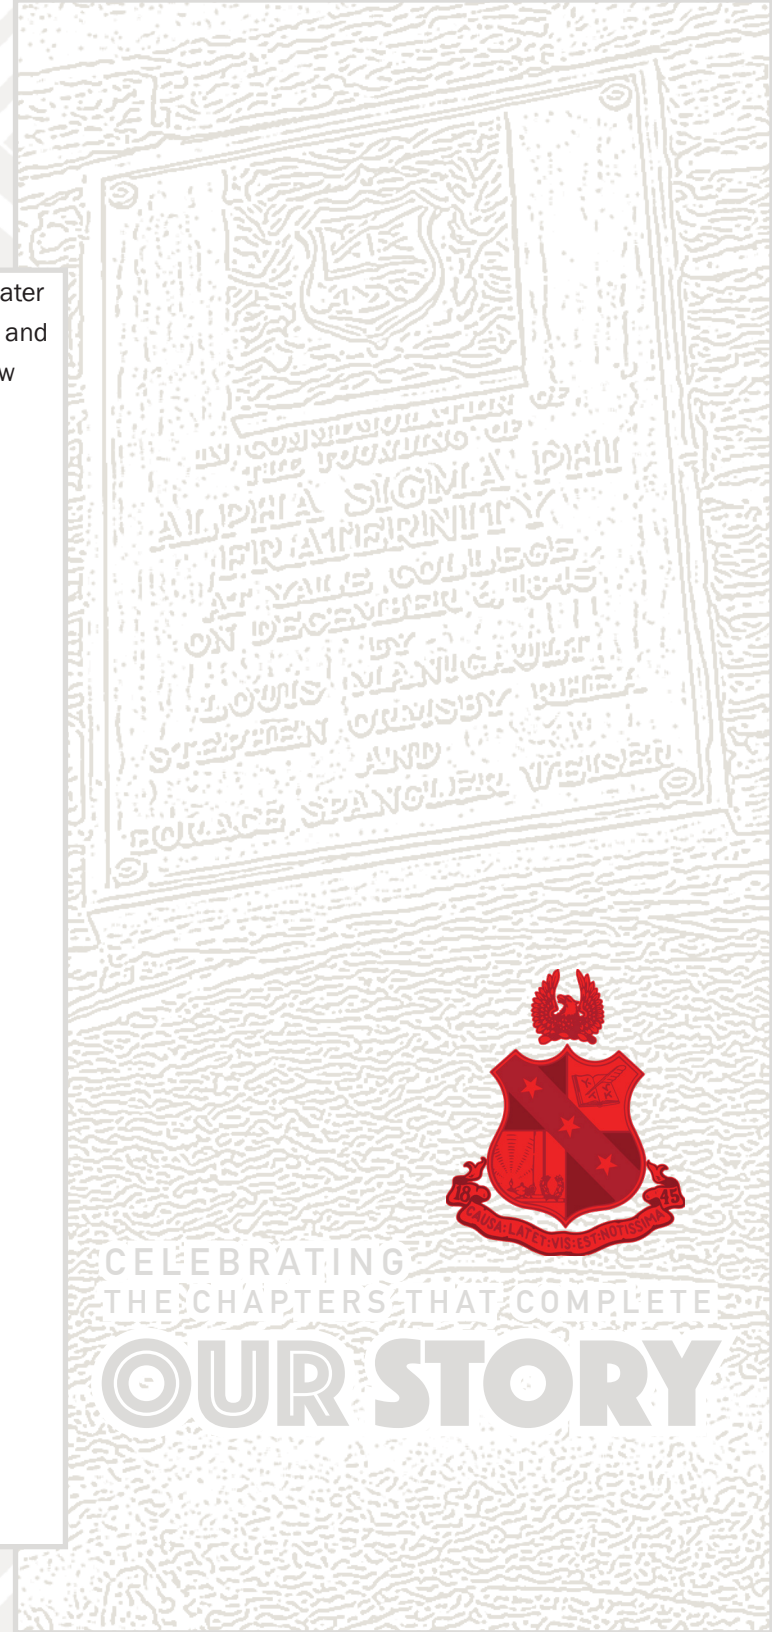 ater
and
w
IN COMMEMORATION OF
THE FOUNDING OF
ALPHA SIGMA PHI
FRATERNITY
AT YALE COLLEGE
ON DECEMBER 6, 1845
BY
LOUIS MANIGAULT
STEPHEN ORMSBY RHEA
AND
HORACE SPANGLER WEISER
18 45
CAUSA:LATET:VIS:EST:NOTISSIMA
CELEBRATING
THE CHAPTERS THAT COMPLETE
OUR STORY